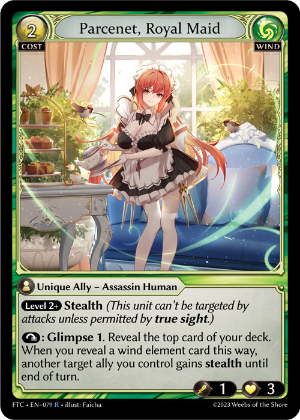 2
Parcenet, Royal Maid
COST
WIND
Unique Ally – Assassin Human
Level 2+ Stealth (This unit can't be targeted by
attacks unless permitted by true sight.)
: Glimpse 1. Reveal the top card of your deck.
When you reveal a wind element card this way,
another target ally you control gains stealth until
end of turn.
1
3
FTC • EN-079 R • illust: Faicha
©2023 Weebs of the Shore